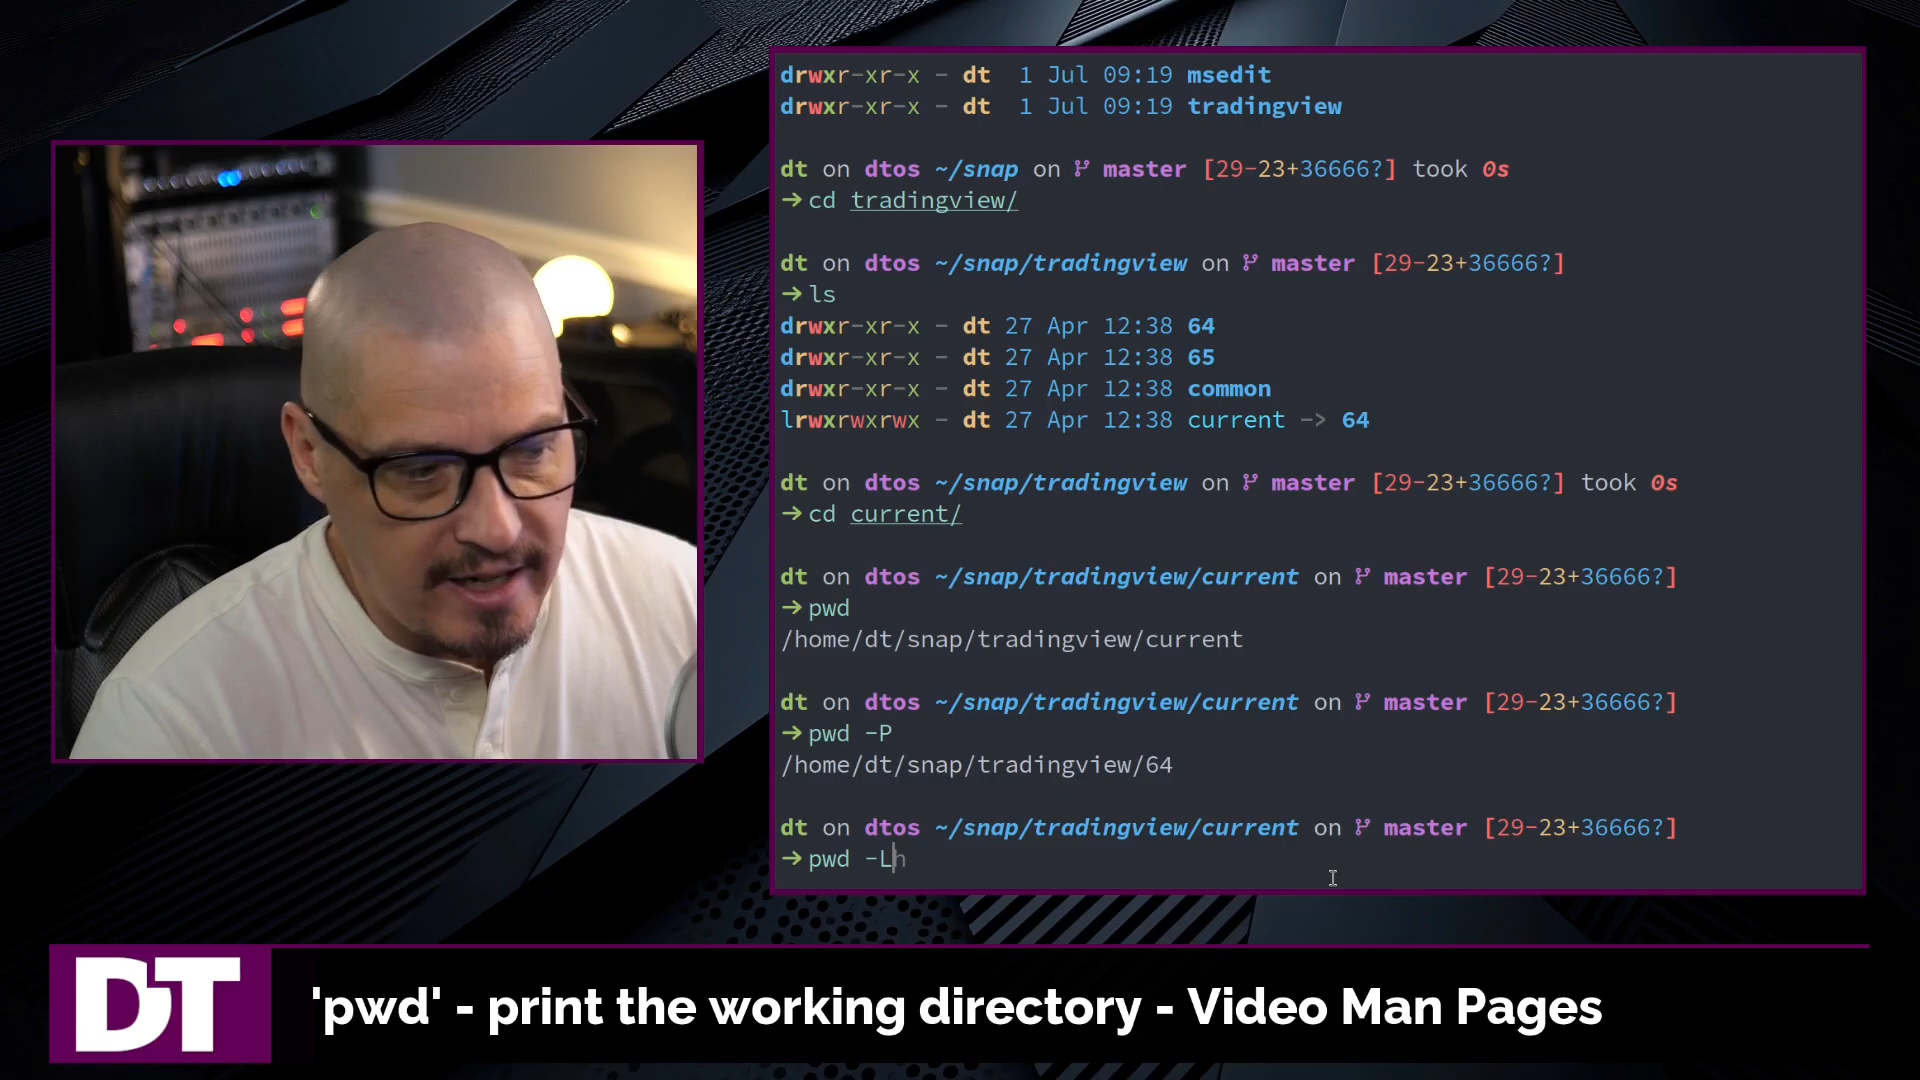 drwxr-xr-x - dt  1 Jul 09:19 msedit
drwxr-xr-x - dt  1 Jul 09:19 tradingview
dt on dtos ~/snap on master [29-23+36666?] took 0s
→ cd tradingview/
dt on dtos ~/snap/tradingview on master [29-23+36666?]
→ ls
drwxr-xr-x - dt 27 Apr 12:38 64
drwxr-xr-x - dt 27 Apr 12:38 65
drwxr-xr-x - dt 27 Apr 12:38 common
lrwxrwxrwx - dt 27 Apr 12:38 current -> 64
dt on dtos ~/snap/tradingview on master [29-23+36666?] took 0s
→ cd current/
dt on dtos ~/snap/tradingview/current on master [29-23+36666?]
→ pwd
/home/dt/snap/tradingview/current
dt on dtos ~/snap/tradingview/current on master [29-23+36666?]
→ pwd -P
/home/dt/snap/tradingview/64
dt on dtos ~/snap/tradingview/current on master [29-23+36666?]
→ pwd -Lh
DT
'pwd' - print the working directory - Video Man Pages